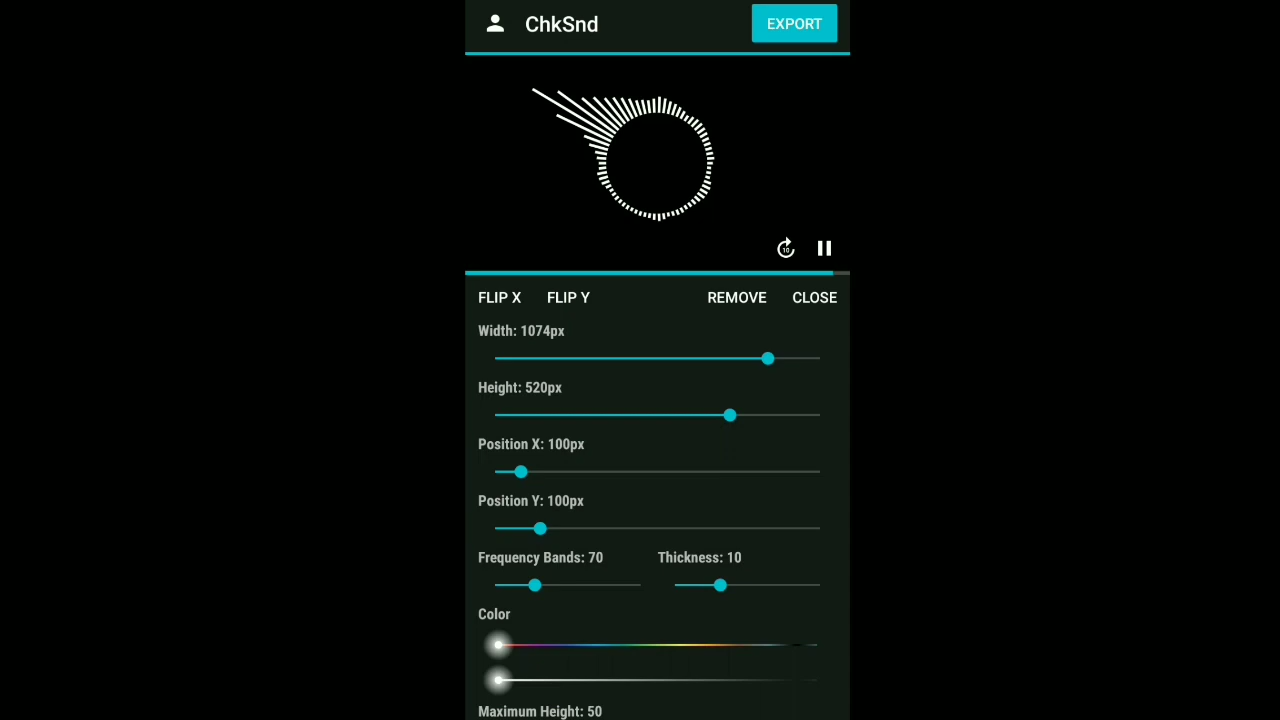 ChkSnd
EXPORT
10
FLIP X FLIP Y REMOVE CLOSE
Width: 1074px
Height: 520px
Position X: 100px
Position Y: 100px
Frequency Bands: 70 Thickness: 10
Color
Maximum Height: 50